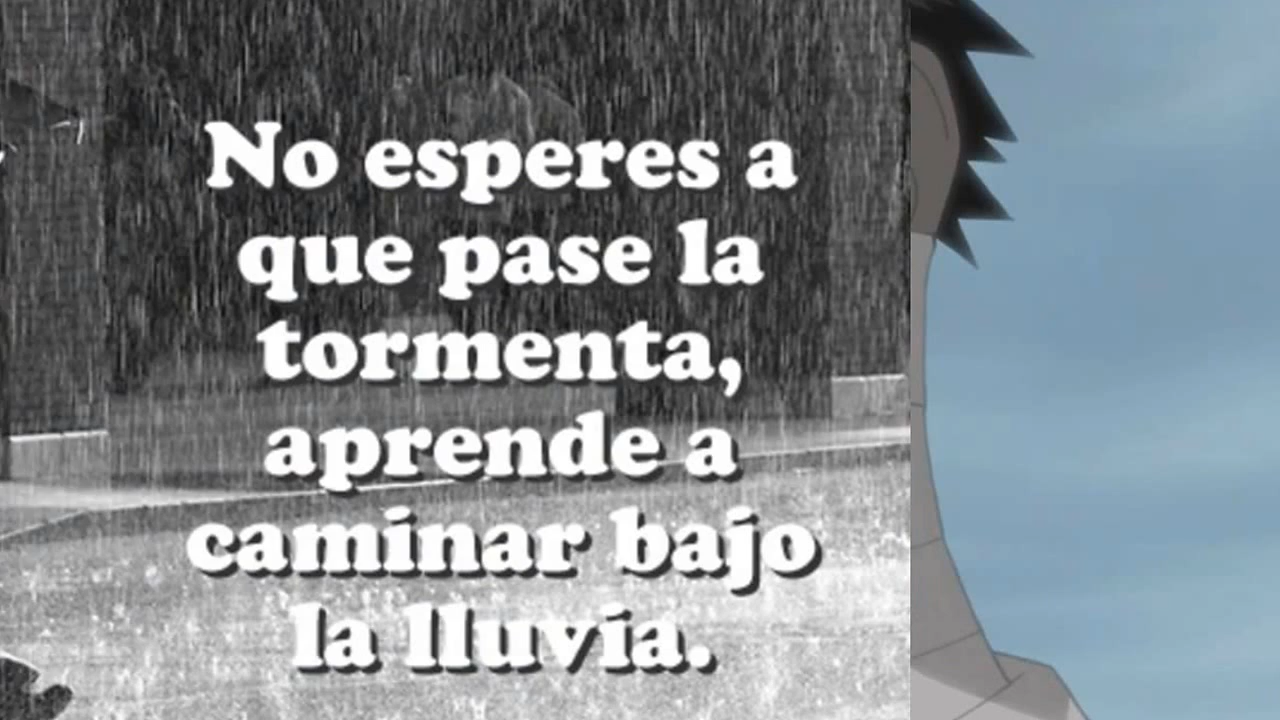 No esperes a
que pase la
tormenta,
aprende a
caminar bajo
la lluvia.